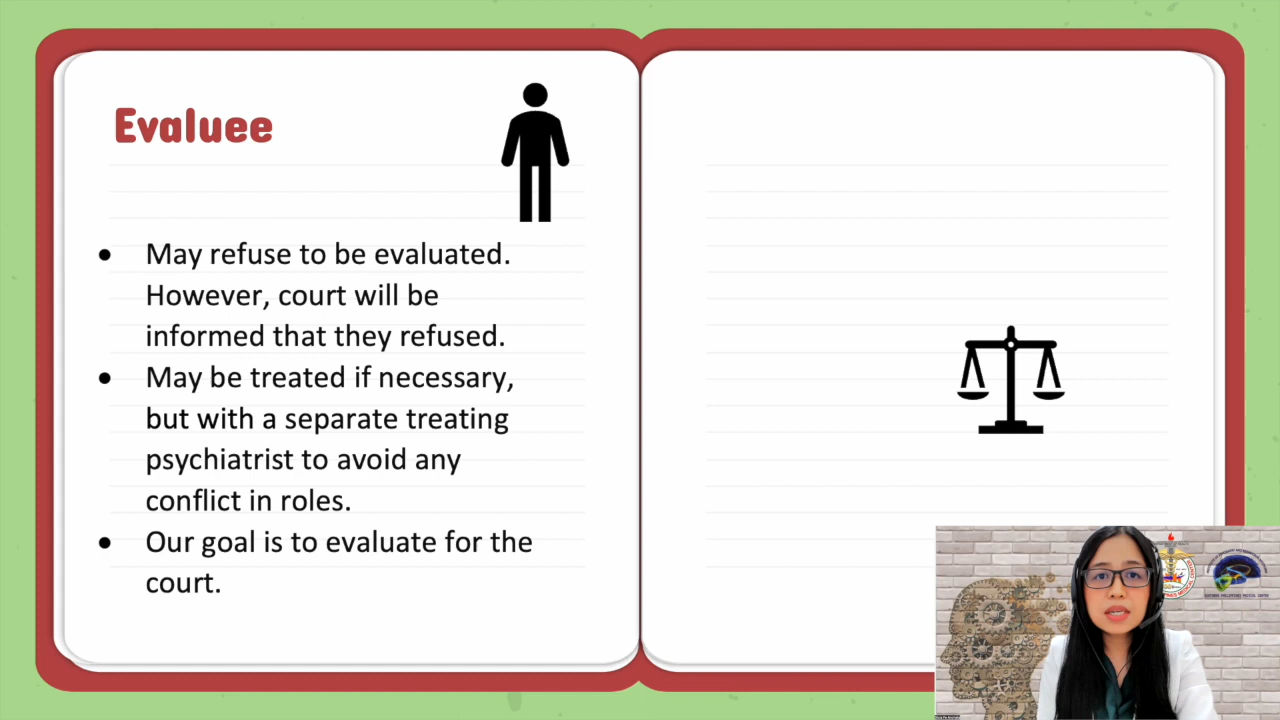 Evaluee
• May refuse to be evaluated.
However, court will be
informed that they refused.
• May be treated if necessary,
but with a separate treating
psychiatrist to avoid any
conflict in roles.
• Our goal is to evaluate for the
court.